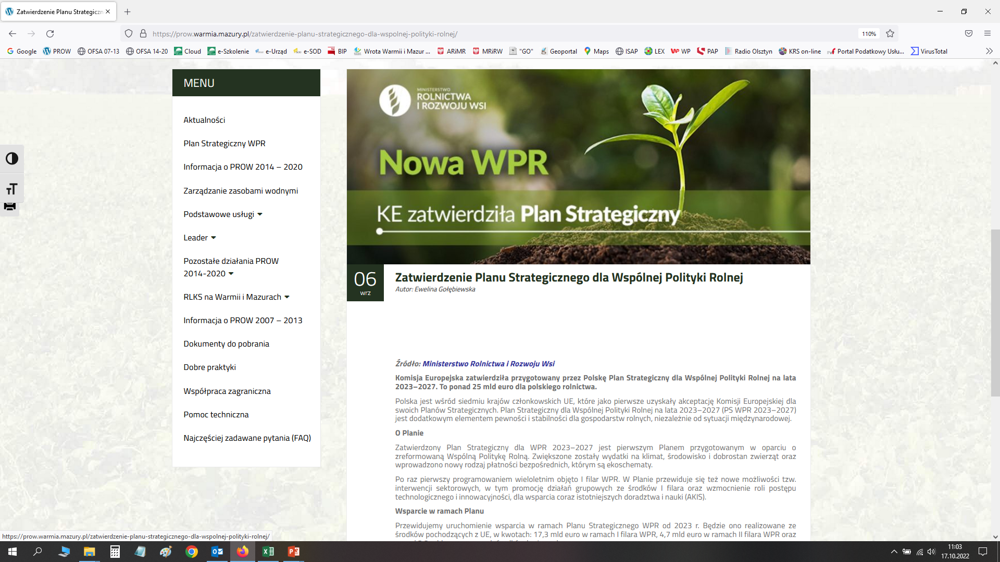 Zatwierdzenie Planu Strategiczn
https://prow.warmia.mazury.pl/zatwierdzenie-planu-strategicznego-dla-wspolnej-polityki-rolnej/
110%
Google PROW OFSA 07-13 OFSA 14-20 Cloud e-Szkolenie e-Urząd e-SOD BIP Wrota Warmii i Mazur ... ARiMR MRiRW "GO" Geoportal Maps ISAP LEX WP PAP Radio Olsztyn KRS on-line Portal Podatkowy Usłu... VirusTotal
MENU
Aktualności
Plan Strategiczny WPR
Informacja o PROW 2014 – 2020
Zarządzanie zasobami wodnymi
Podstawowe usługi
Leader
Pozostałe działania PROW
2014-2020
RLKS na Warmii i Mazurach
Informacja o PROW 2007 – 2013
Dokumenty do pobrania
Dobre praktyki
Współpraca zagraniczna
Pomoc techniczna
Najczęściej zadawane pytania (FAQ)
MINISTERSTWO
ROLNICTWA
I ROZWOJU WSI
Nowa WPR
KE zatwierdziła Plan Strategiczny
06
wrz
Zatwierdzenie Planu Strategicznego dla Wspólnej Polityki Rolnej
Autor: Ewelina Gołębiewska
Źródło: Ministerstwo Rolnictwa i Rozwoju Wsi
Komisja Europejska zatwierdziła przygotowany przez Polskę Plan Strategiczny dla Wspólnej Polityki Rolnej na lata
2023–2027. To ponad 25 mld euro dla polskiego rolnictwa.
Polska jest wśród siedmiu krajów członkowskich UE, które jako pierwsze uzyskały akceptację Komisji Europejskiej dla
swoich Planów Strategicznych. Plan Strategiczny dla Wspólnej Polityki Rolnej na lata 2023–2027 (PS WPR 2023–2027)
jest dodatkowym elementem pewności i stabilności dla gospodarstw rolnych, niezależnie od sytuacji międzynarodowej.
O Planie
Zatwierdzony Plan Strategiczny dla WPR 2023–2027 jest pierwszym Planem przygotowanym w oparciu o
zreformowaną Wspólną Politykę Rolną. Zwiększone zostały wydatki na klimat, środowisko i dobrostan zwierząt oraz
wprowadzono nowy rodzaj płatności bezpośrednich, którym są ekoschematy.
Po raz pierwszy programowaniem wieloletnim objęto I filar WPR. W Planie przewiduje się też nowe możliwości tzw.
interwencji sektorowych, w tym promocję działań grupowych ze środków I filara oraz wzmocnienie roli postępu
technologicznego i innowacyjności, dla wsparcia coraz istotniejszych doradztwa i nauki (AKIS).
Wsparcie w ramach Planu
Przewidujemy uruchomienie wsparcia w ramach Planu Strategicznego WPR od 2023 r. Będzie ono realizowane ze
środków pochodzących z UE, w kwotach: 17,3 mld euro w ramach I filara WPR, 4,7 mld euro w ramach II filara WPR oraz
https://prow.warmia.mazury.pl/zatwierdzenie-planu-strategicznego-dla-wspolnej-polityki-rolnej/
11:03
17.10.2022